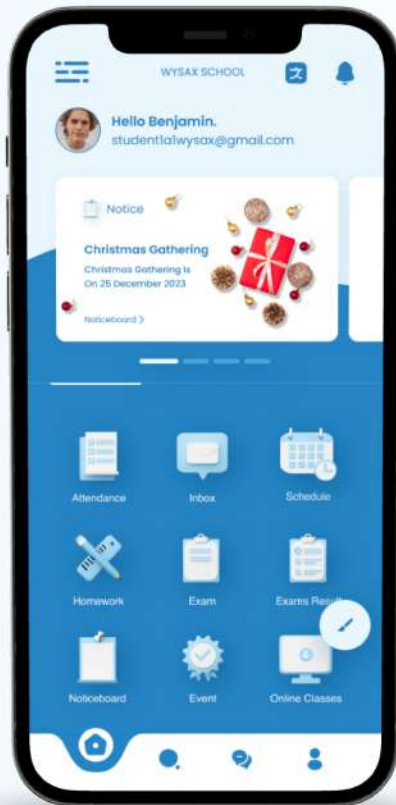 WYSAX SCHOOL
Hello Benjamin.
student1a1wysax@gmail.com
Notice
Christmas Gathering
Christmas Gathering Is
On 25 December 2023
Noticeboard >
Attendance
Inbox
Schedule
Homework
Exam
Exams Result
Noticeboard
Event
Online Classes